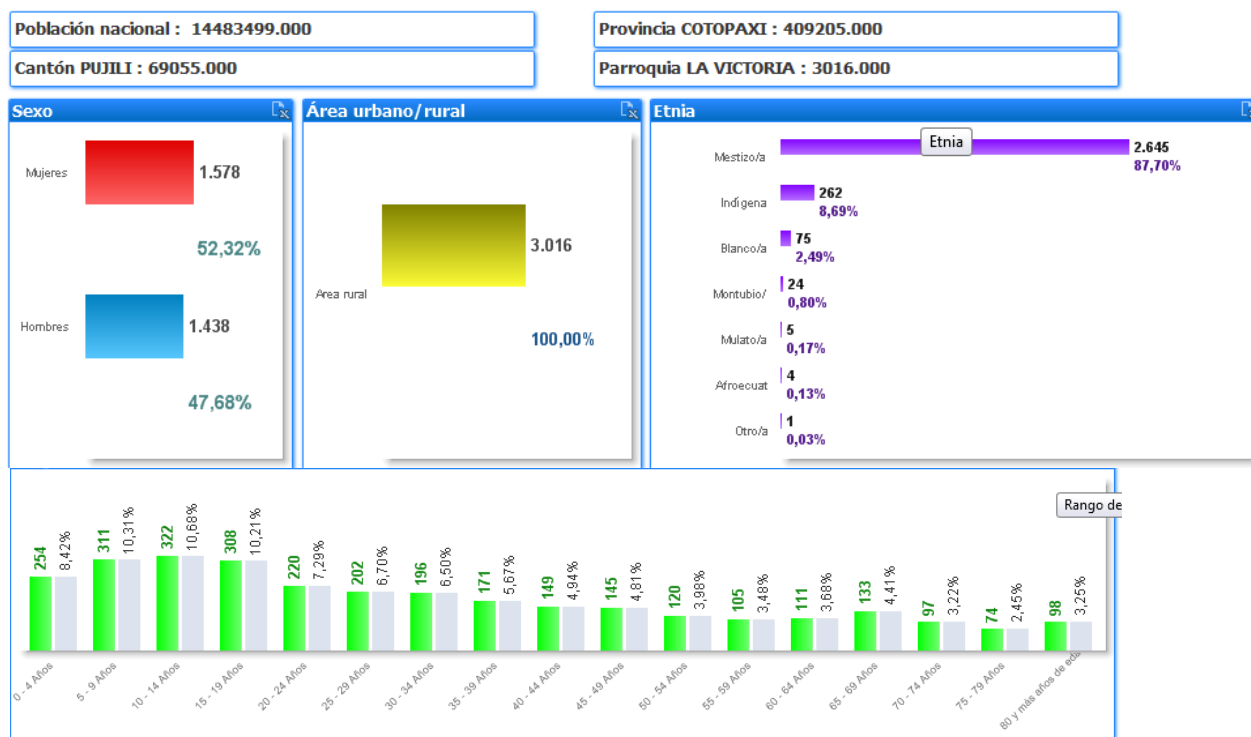 Población nacional : 14483499.000
Provincia COTOPAXI : 409205.000
Cantón PUJILI : 69055.000
Parroquia LA VICTORIA : 3016.000
Sexo
Mujeres
1.578
52,32%
Hombres
1.438
47,68%
Área urbano/rural
Area rural
3.016
100,00%
Etnia
Etnia
Mestizo/a
2.645
87,70%
Indígena
262
8,69%
Blanco/a
75
2,49%
Montubio/
24
0,80%
Mulato/a
5
0,17%
Afroecuat
4
0,13%
Otro/a
1
0,03%
Rango de
254
8,42%
311
10,31%
322
10,68%
308
10,21%
220
7,29%
202
6,70%
196
6,50%
171
5,67%
149
4,94%
145
4,81%
120
3,98%
105
3,48%
111
3,68%
133
4,41%
97
3,22%
74
2,45%
98
3,25%
0 - 4 Años
5 - 9 Años
10 - 14 Años
15 - 19 Años
20 - 24 Años
25 - 29 Años
30 - 34 Años
35 - 39 Años
40 - 44 Años
45 - 49 Años
50 - 54 Años
55 - 59 Años
60 - 64 Años
65 - 69 Años
70 - 74 Años
75 - 79 Años
80 y más años de eda